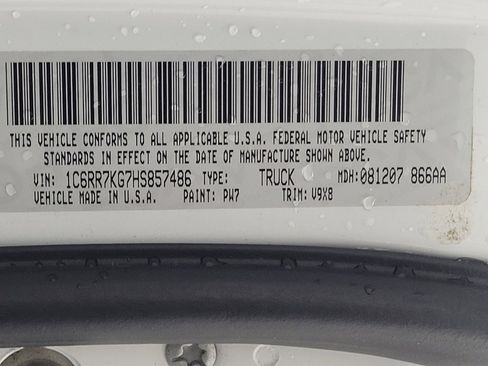 THIS VEHICLE CONFORMS TO ALL APPLICABLE U.S.A. FEDERAL MOTOR VEHICLE SAFETY
STANDARDS IN EFFECT ON THE DATE OF MANUFACTURE SHOWN ABOVE.
VIN: 1C6RR7KG7HS857486 TYPE: TRUCK MDH: 081207 866AA
VEHICLE MADE IN U.S.A. PAINT: PW7 TRIM: V9X8